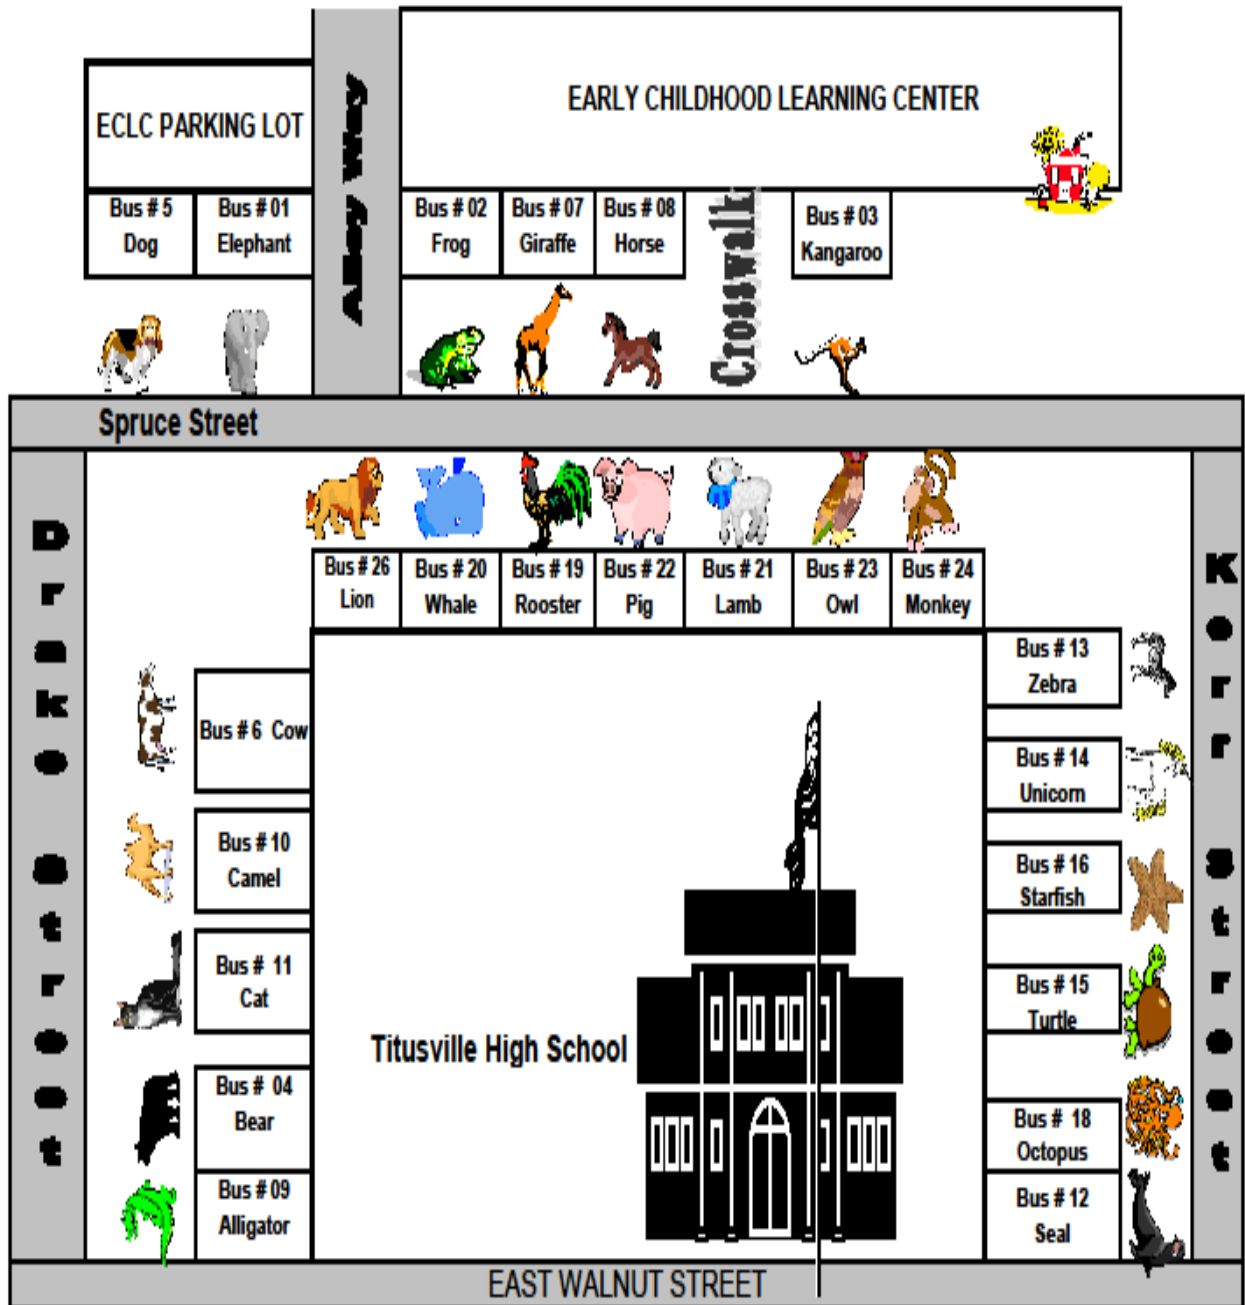 EARLY CHILDHOOD LEARNING CENTER
ECLC PARKING LOT
Alley Way
Bus # 5
Dog
Bus # 01
Elephant
Bus # 02
Frog
Bus # 07
Giraffe
Bus # 08
Horse
Crosswalk
Bus # 03
Kangaroo
Spruce Street
Drake Street
Kerr Street
Bus # 26
Lion
Bus # 20
Whale
Bus # 19
Rooster
Bus # 22
Pig
Bus # 21
Lamb
Bus # 23
Owl
Bus # 24
Monkey
Bus # 6 Cow
Bus # 10
Camel
Bus # 11
Cat
Bus # 04
Bear
Bus # 09
Alligator
Titusville High School
Bus # 13
Zebra
Bus # 14
Unicorn
Bus # 16
Starfish
Bus # 15
Turtle
Bus # 18
Octopus
Bus # 12
Seal
EAST WALNUT STREET